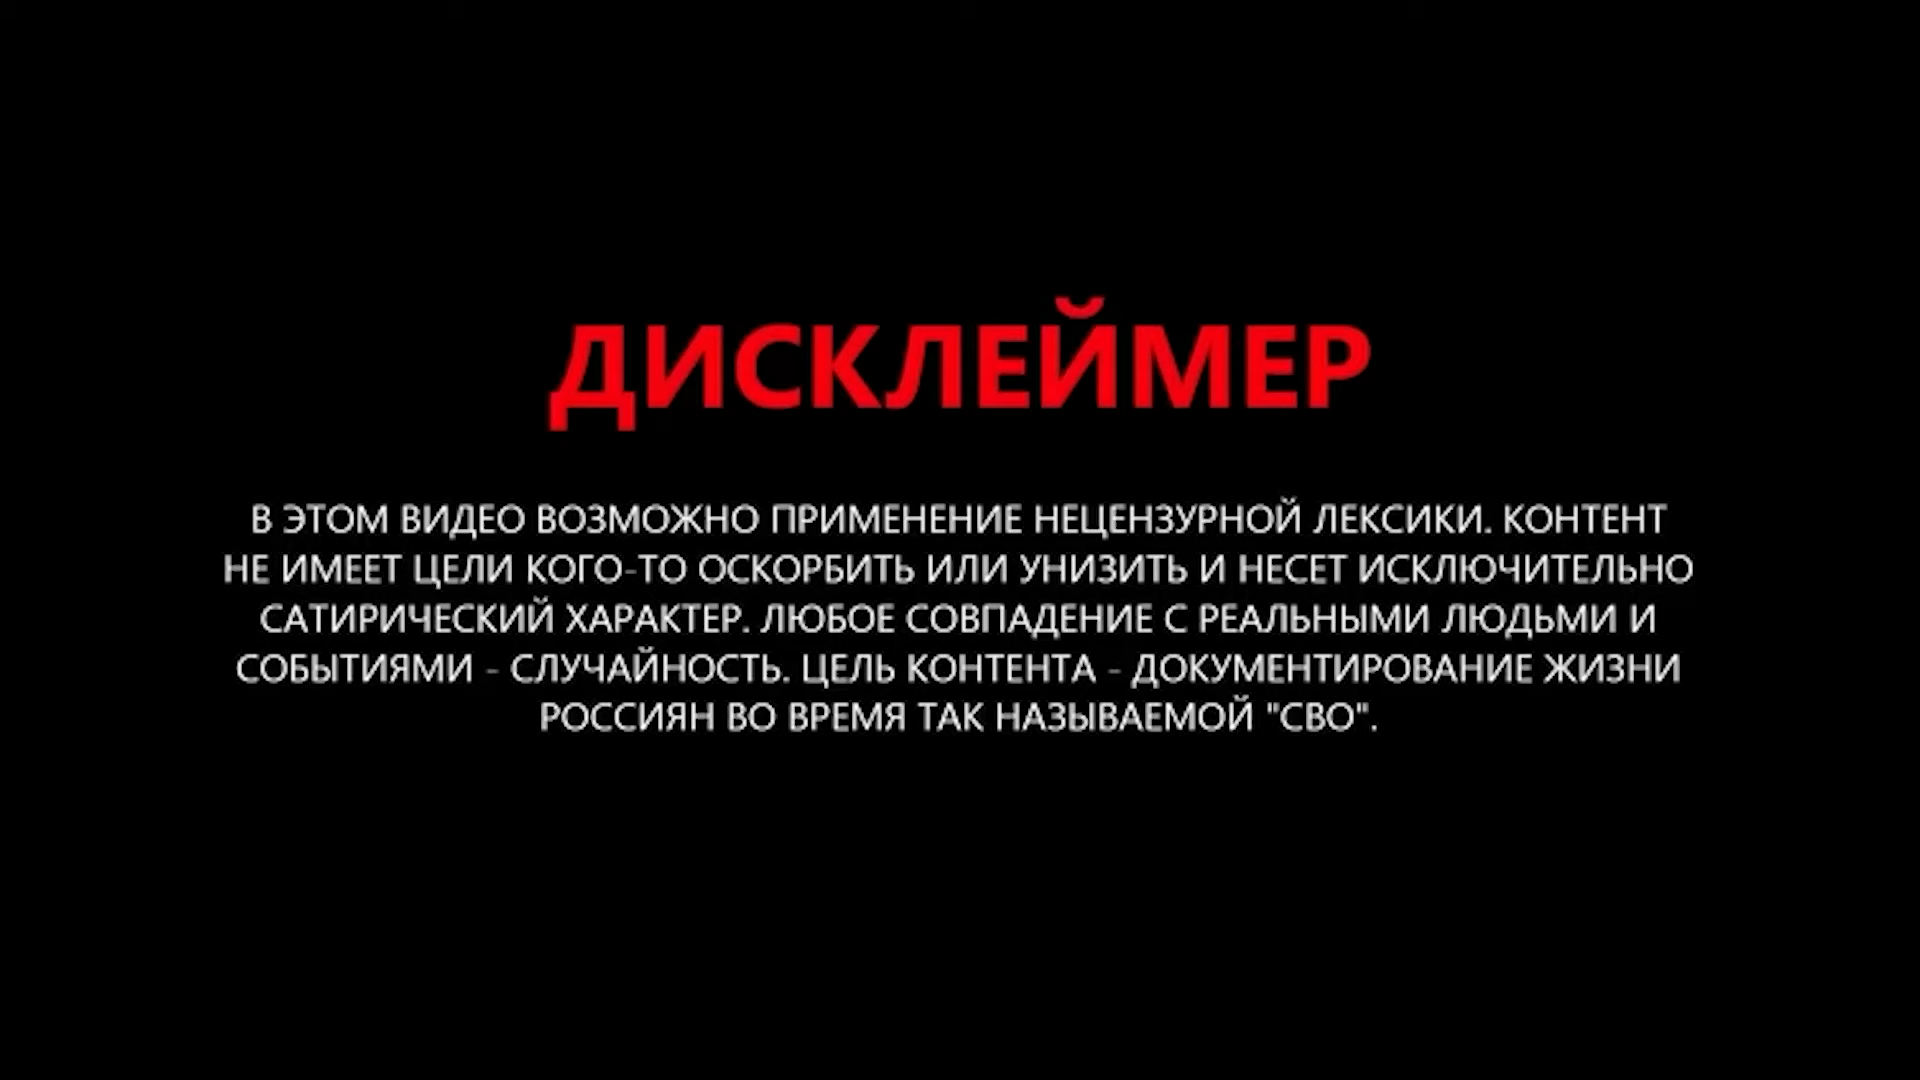 ДИСКЛЕЙМЕР
В ЭТОМ ВИДЕО ВОЗМОЖНО ПРИМЕНЕНИЕ НЕЦЕНЗУРНОЙ ЛЕКСИКИ. КОНТЕНТ
НЕ ИМЕЕТ ЦЕЛИ КОГО-ТО ОСКОРБИТЬ ИЛИ УНИЗИТЬ И НЕСЕТ ИСКЛЮЧИТЕЛЬНО
САТИРИЧЕСКИЙ ХАРАКТЕР. ЛЮБОЕ СОВПАДЕНИЕ С РЕАЛЬНЫМИ ЛЮДЬМИ И
СОБЫТИЯМИ - СЛУЧАЙНОСТЬ. ЦЕЛЬ КОНТЕНТА - ДОКУМЕНТИРОВАНИЕ ЖИЗНИ
РОССИЯН ВО ВРЕМЯ ТАК НАЗЫВАЕМОЙ "СВО".